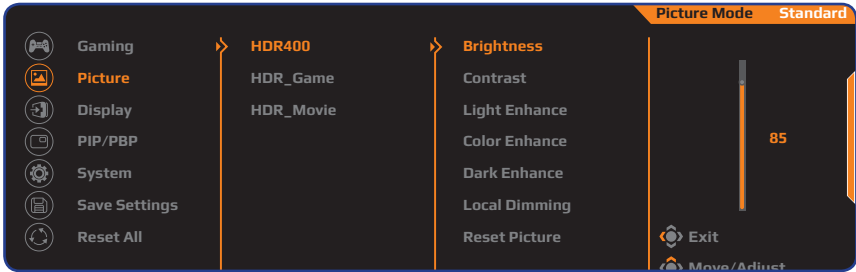 Picture Mode Standard
Gaming
Picture
Display
PIP/PBP
System
Save Settings
Reset All
HDR400
HDR_Game
HDR_Movie
Brightness
Contrast
Light Enhance
Color Enhance
Dark Enhance
Local Dimming
Reset Picture
85
Exit
Move/Adjust